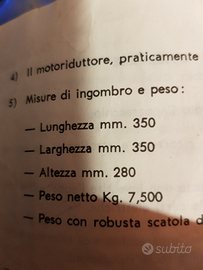 4) Il motoriduttore, praticamente
5) Misure di ingombro e peso:
— Lunghezza mm. 350
— Larghezza mm. 350
— Altezza mm. 280
— Peso netto Kg. 7,500
— Peso con robusta scatola d
subito